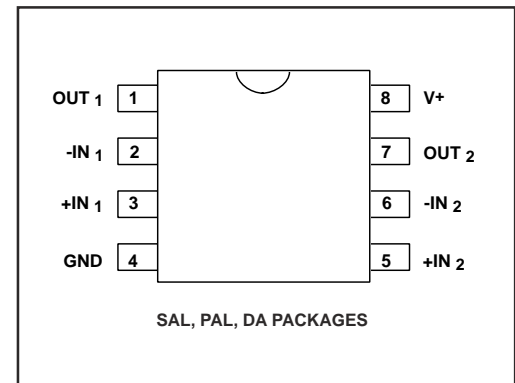 OUT 1 1 8 V+
-IN 1 2 7 OUT 2
+IN 1 3 6 -IN 2
GND 4 5 +IN 2
SAL, PAL, DA PACKAGES